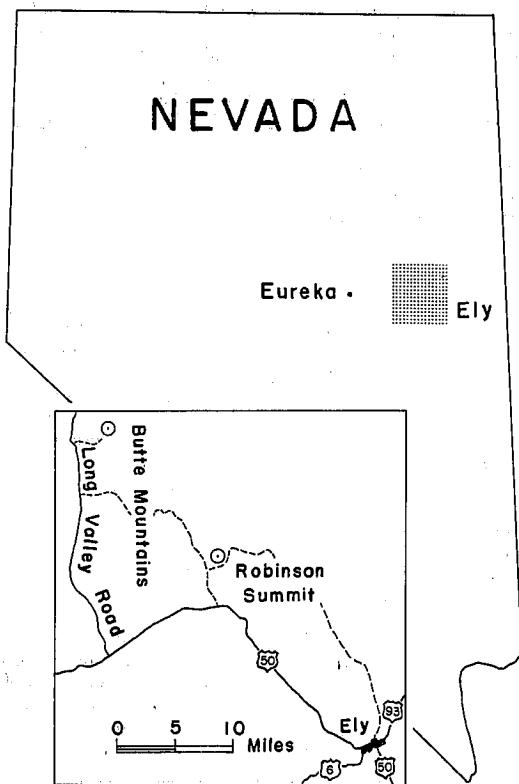 NEVADA
Eureka
Ely
Butte Mountains
Long Valley Road
Robinson
Summit
50
Ely
93
6
50
0 5 10
Miles